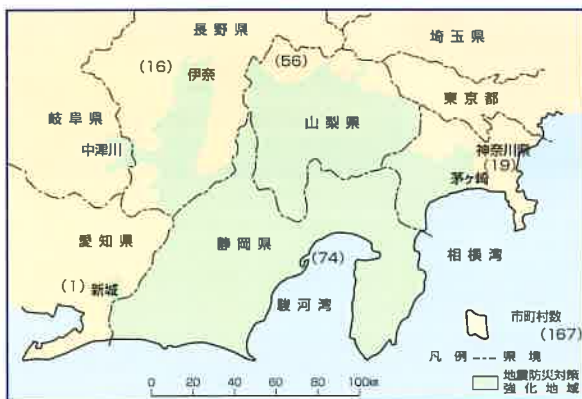 長野県
埼玉県
(16)
伊奈
(56)
東京都
岐阜県
山梨県
中津川
神奈川県
(19)
茅ヶ崎
愛知県
静岡県
(74)
相模湾
(1)
新城
駿河湾
市町村数
(167)
凡例
県境
地震防災対策
強化地域
0 20 40 60 80 100km